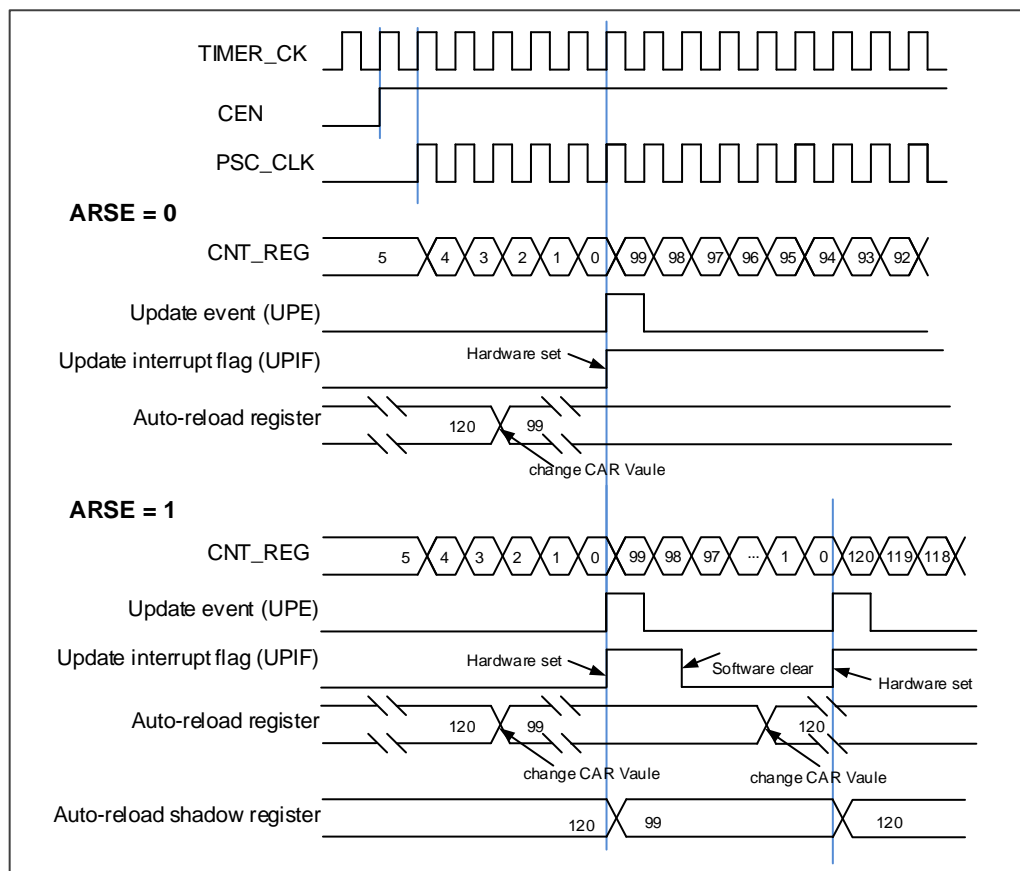 TIMER_CK
CEN
PSC_CLK
ARSE = 0
CNT_REG 5 4 3 2 1 0 99 98 97 96 95 94 93 92
Update event (UPE)
Update interrupt flag (UPIF) Hardware set
Auto-reload register 120 99
change CAR Vaule
ARSE = 1
CNT_REG 5 4 3 2 1 0 99 98 97 ... 1 0 120 119 118
Update event (UPE)
Update interrupt flag (UPIF) Hardware set Software clear Hardware set
Auto-reload register 120 99 120
change CAR Vaule change CAR Vaule
Auto-reload shadow register 120 99 120